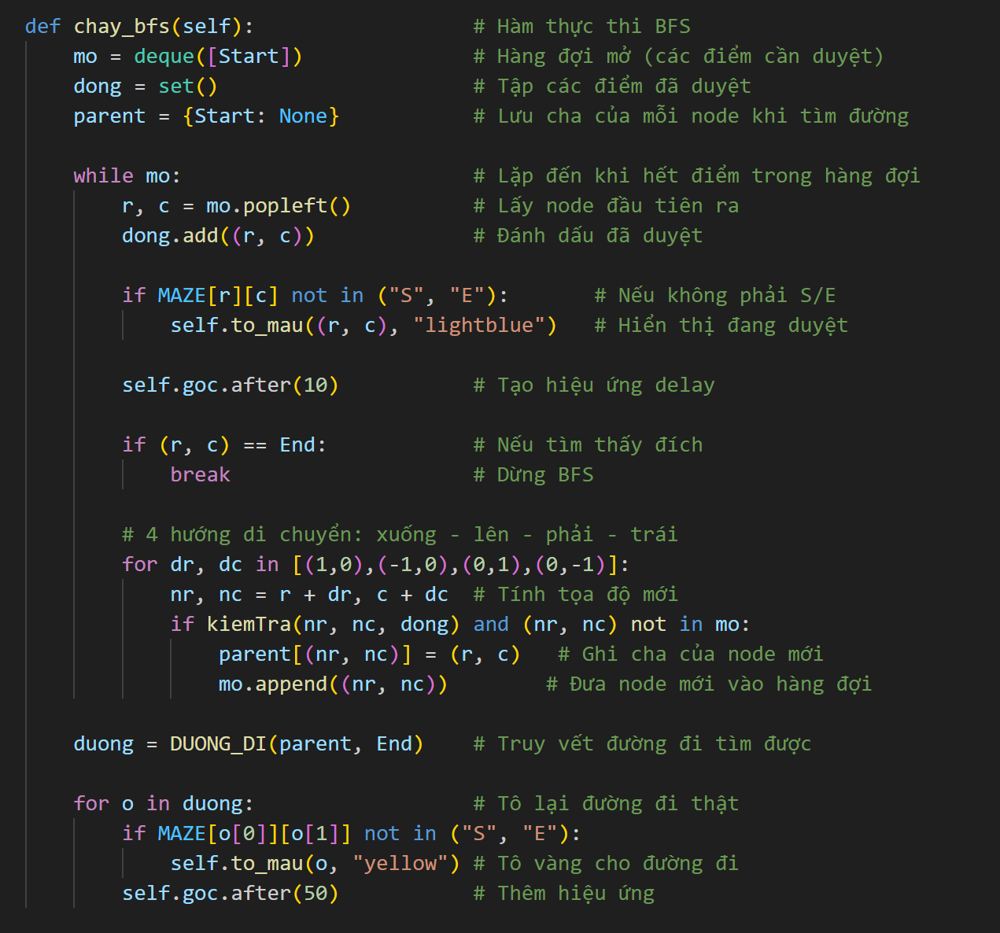 def chay_bfs(self):                  # Hàm thực thi BFS
    mo = deque([Start])              # Hàng đợi mở (các điểm cần duyệt)
    dong = set()                     # Tập các điểm đã duyệt
    parent = {Start: None}           # Lưu cha của mỗi node khi tìm đường

    while mo:                        # Lặp đến khi hết điểm trong hàng đợi
        r, c = mo.popleft()          # Lấy node đầu tiên ra
        dong.add((r, c))             # Đánh dấu đã duyệt

        if MAZE[r][c] not in ("S", "E"):       # Nếu không phải S/E
            self.to_mau((r, c), "lightblue")   # Hiển thị đang duyệt

        self.goc.after(10)           # Tạo hiệu ứng delay

        if (r, c) == End:            # Nếu tìm thấy đích
            break                    # Dừng BFS

        # 4 hướng di chuyển: xuống - lên - phải - trái
        for dr, dc in [(1,0),(-1,0),(0,1),(0,-1)]:
            nr, nc = r + dr, c + dc  # Tính tọa độ mới
            if kiemTra(nr, nc, dong) and (nr, nc) not in mo:
                parent[(nr, nc)] = (r, c)   # Ghi cha của node mới
                mo.append((nr, nc))        # Đưa node mới vào hàng đợi

    duong = DUONG_DI(parent, End)    # Truy vết đường đi tìm được

    for o in duong:                  # Tô lại đường đi thật
        if MAZE[o[0]][o[1]] not in ("S", "E"):
            self.to_mau(o, "yellow") # Tô vàng cho đường đi
        self.goc.after(50)           # Thêm hiệu ứng